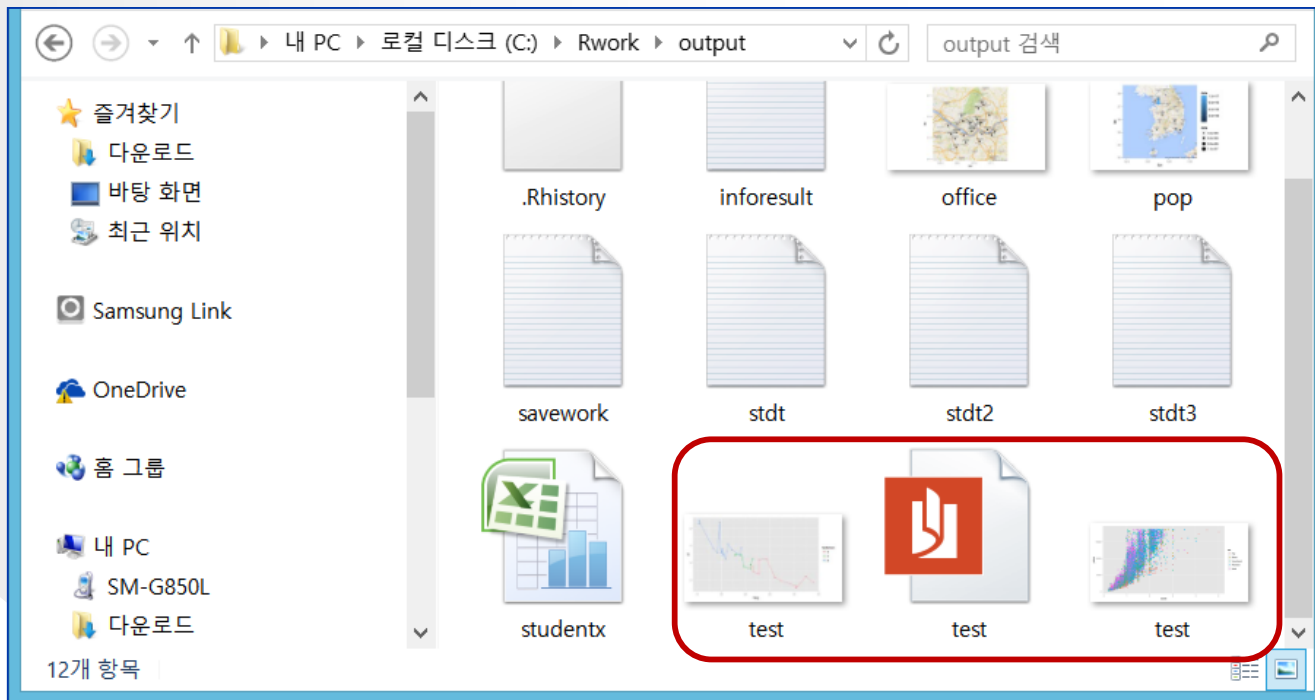 내 PC 로컬 디스크 (C:) Rwork output
output 검색
즐겨찾기
다운로드
바탕 화면
최근 위치
Samsung Link
OneDrive
홈 그룹
내 PC
SM-G850L
다운로드
.Rhistory inforesult office pop
savework stdt stdt2 stdt3
studentx test test test
12개 항목